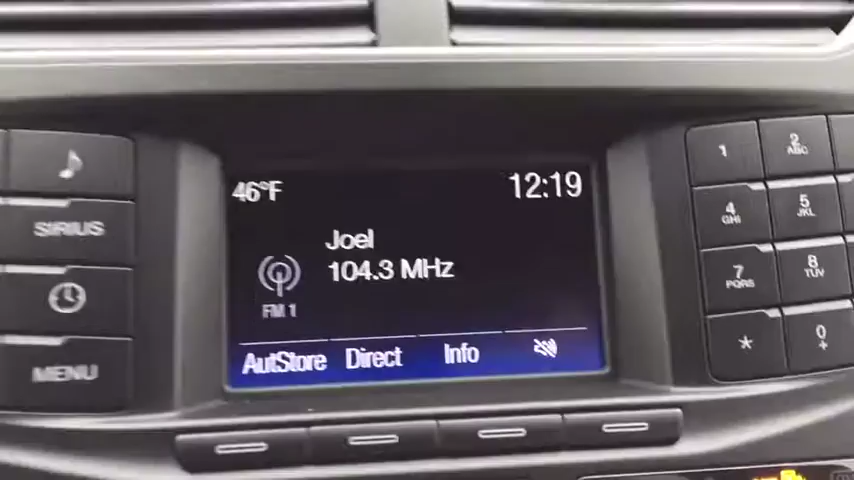 46°F
12:19
Joel
104.3 MHz
FM 1
AutStore Direct Info
SIRIUS
MENU
1
2 ABC
4 GHI
5 JKL
7 PQRS
8 TUV
*
0 +